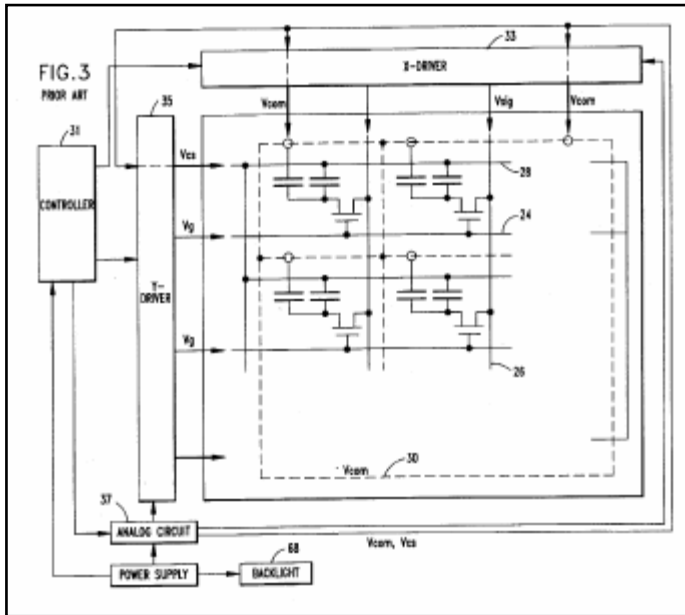 FIG.3
PRIOR ART
33
X-DRIVER
35
31
Vcom
Vsig
Vcom
Vcs
28
CONTROLLER
24
Vg
Y-DRIVER
Vg
26
Vcom
30
37
ANALOG CIRCUIT
Vcom, Vcs
68
POWER SUPPLY
BACKLIGHT